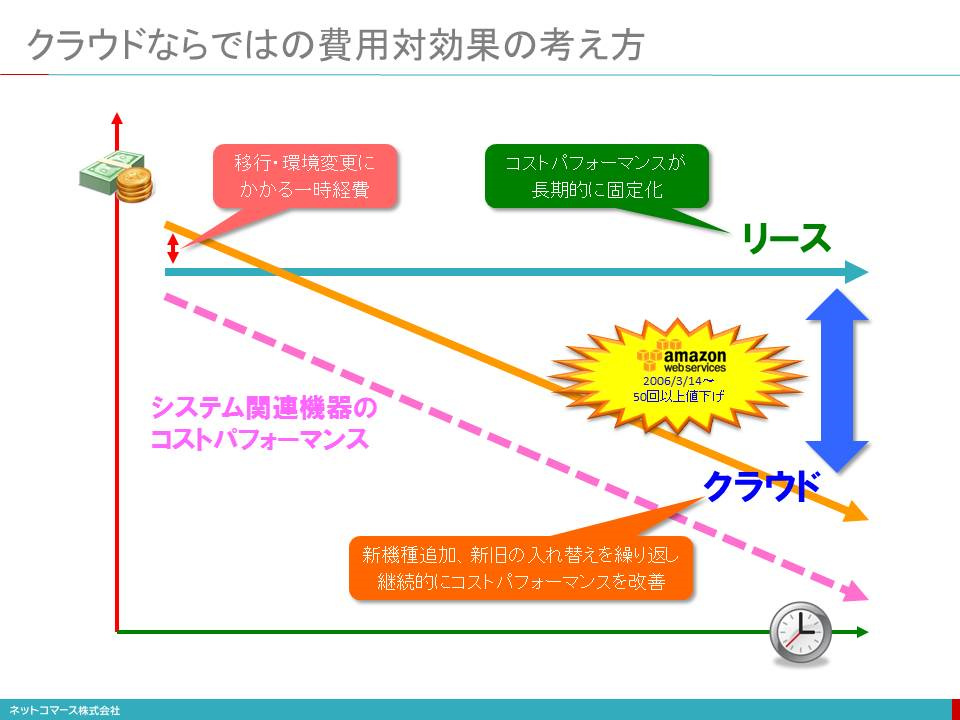 クラウドならではの費用対効果の考え方
移行・環境変更に
かかる一時経費
コストパフォーマンスが
長期的に固定化
リース
amazon
webservices
2006/3/14～
50回以上値下げ
システム関連機器の
コストパフォーマンス
クラウド
新機種追加、新旧の入れ替えを繰り返し
継続的にコストパフォーマンスを改善
ネットコマース株式会社